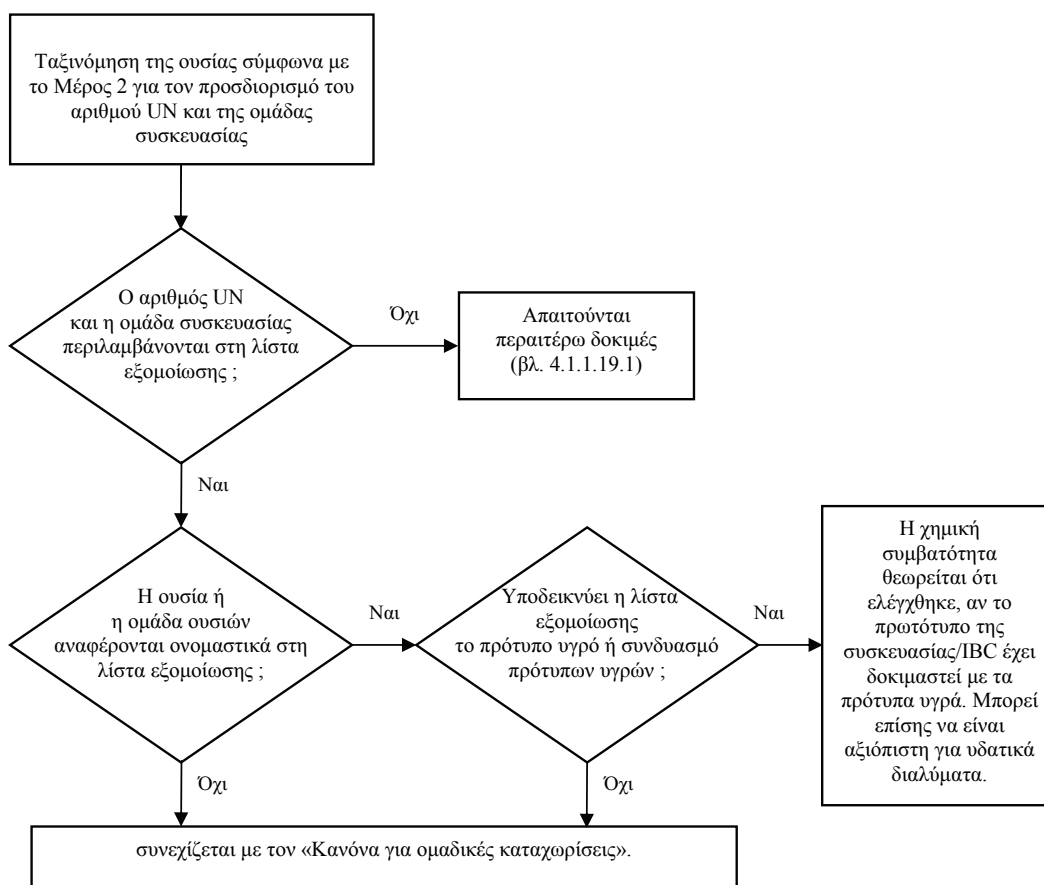 Ταξινόμηση της ουσίας σύμφωνα με
το Μέρος 2 για τον προσδιορισμό του
αριθμού UN και της ομάδας
συσκευασίας
Ο αριθμός UN
και η ομάδα συσκευασίας
περιλαμβάνονται στη λίστα
εξομοίωσης ;
Όχι
Απαιτούνται
περαιτέρω δοκιμές
(βλ. 4.1.1.19.1)
Ναι
Η ουσία ή
η ομάδα ουσιών
αναφέρονται ονομαστικά στη
λίστα εξομοίωσης ;
Ναι
Υποδεικνύει η λίστα
εξομοίωσης
το πρότυπο υγρό ή συνδυασμό
πρότυπων υγρών ;
Ναι
Η χημική
συμβατότητα
θεωρείται ότι
ελέγχθηκε, αν το
πρωτότυπο της
συσκευασίας/IBC έχει
δοκιμαστεί με τα
πρότυπα υγρά. Μπορεί
επίσης να είναι
αξιόπιστη για υδατικά
διαλύματα.
Όχι
Όχι
συνεχίζεται με τον «Κανόνα για ομαδικές καταχωρίσεις».